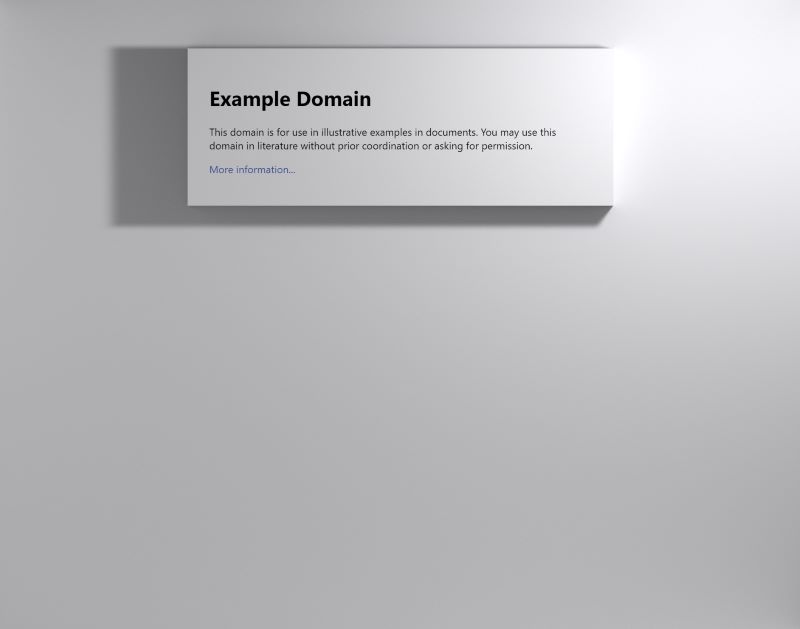 Example Domain
This domain is for use in illustrative examples in documents. You may use this
domain in literature without prior coordination or asking for permission.
More information...